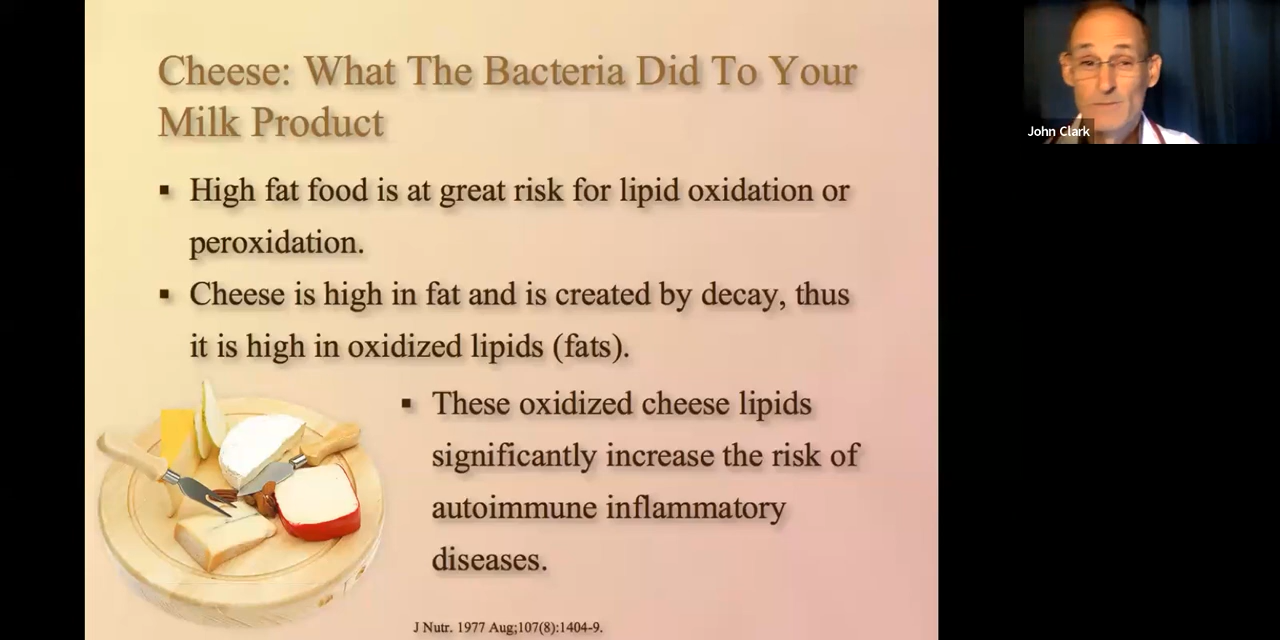 Cheese: What The Bacteria Did To Your
Milk Product
▪ High fat food is at great risk for lipid oxidation or
peroxidation.
▪ Cheese is high in fat and is created by decay, thus
it is high in oxidized lipids (fats).
▪ These oxidized cheese lipids
significantly increase the risk of
autoimmune inflammatory
diseases.
J Nutr. 1977 Aug;107(8):1404-9.
John Clark